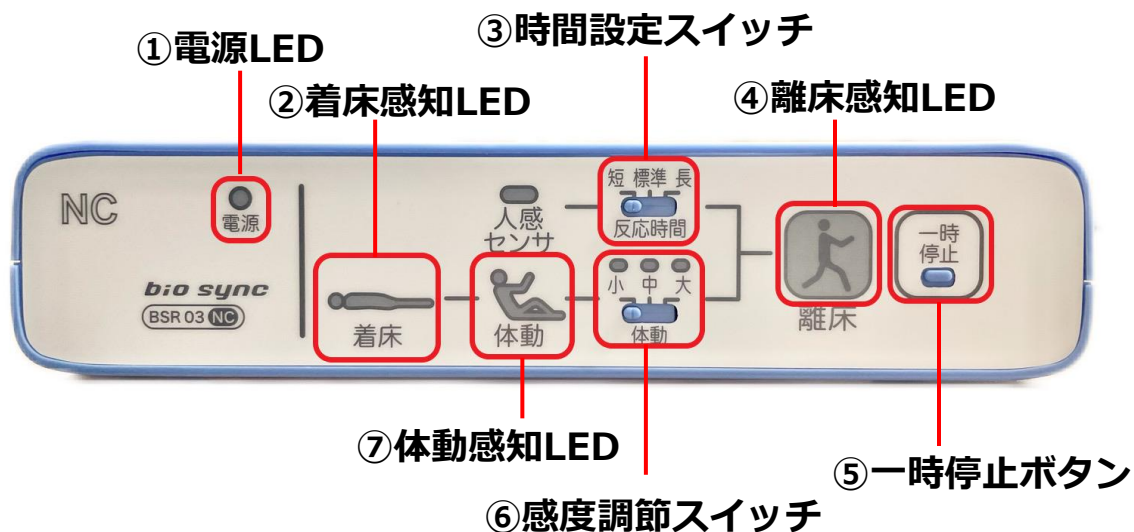 ③時間設定スイッチ
①電源LED
②着床感知LED
④離床感知LED
NC
電源
人感
センサ
短 標準 長
反応時間
一時
停止
bio sync
BSR 03 NC
着床
体動
小 中 大
体動
離床
⑦体動感知LED
⑤一時停止ボタン
⑥感度調節スイッチ